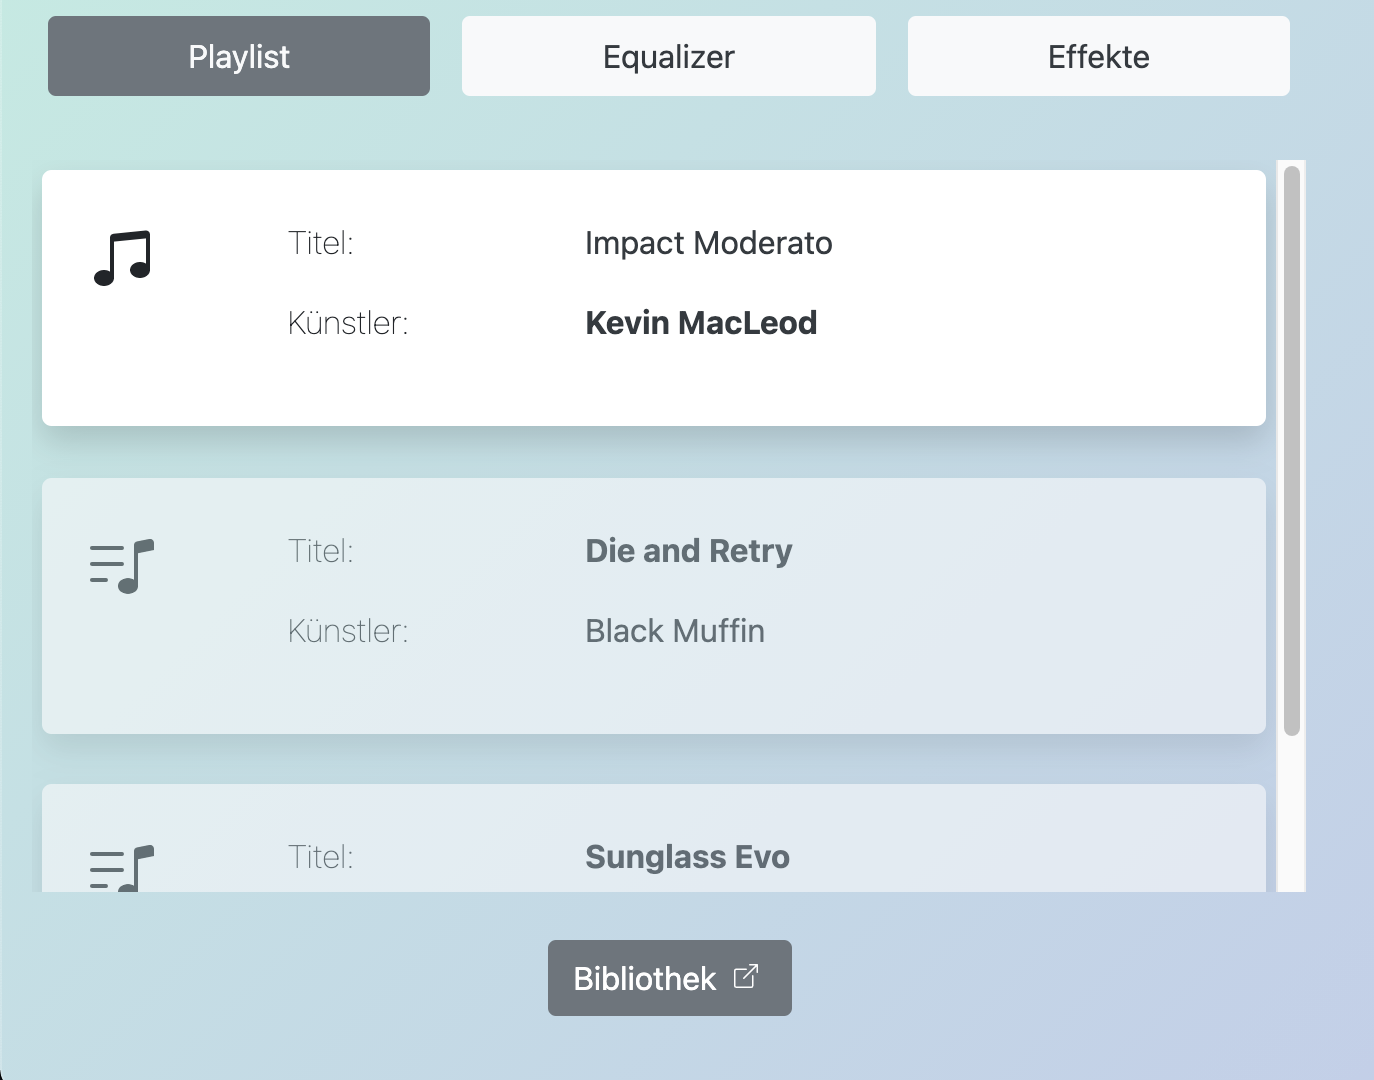 Playlist Equalizer Effekte
Titel: Impact Moderato
Künstler: Kevin MacLeod
Titel: Die and Retry
Künstler: Black Muffin
Titel: Sunglass Evo
Bibliothek